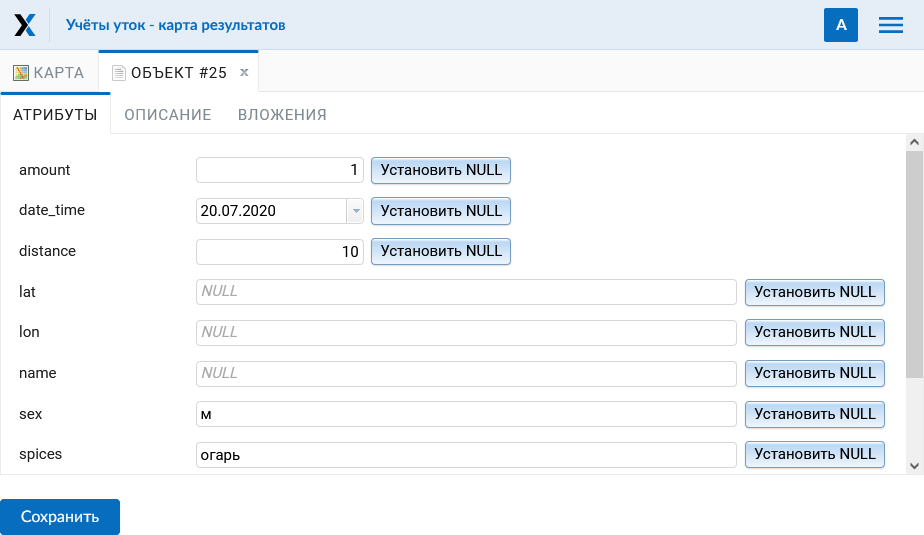 Учёты уток - карта результатов
A
КАРТА
ОБЪЕКТ #25
x
АТРИБУТЫ ОПИСАНИЕ ВЛОЖЕНИЯ
amount 1 Установить NULL
date_time 20.07.2020 Установить NULL
distance 10 Установить NULL
lat NULL Установить NULL
lon NULL Установить NULL
name NULL Установить NULL
sex м Установить NULL
spices огарь Установить NULL
Сохранить